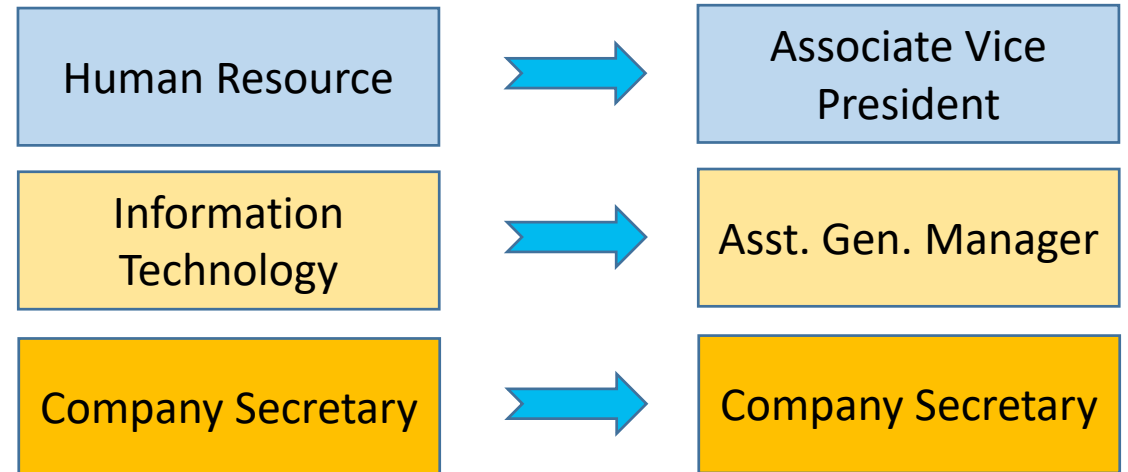 Human Resource
Associate Vice
President
Information
Technology
Asst. Gen. Manager
Company Secretary
Company Secretary